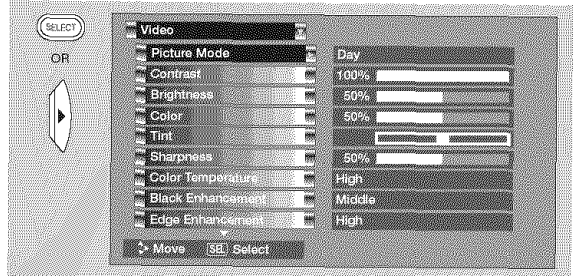 SELECT
OR
Video
Picture Mode Day
Contrast 100%
Brightness 50%
Color 50%
Tint
Sharpness 50%
Color Temperature High
Black Enhancement Middle
Edge Enhancement High
Move SEL Select